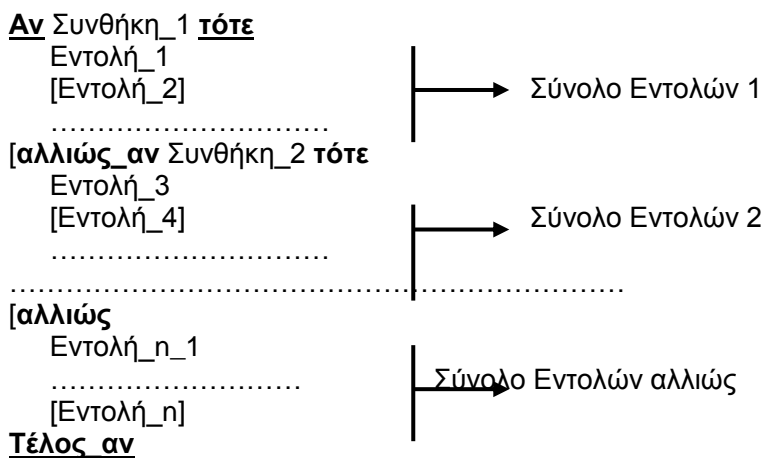 Αν Συνθήκη_1 τότε
Εντολή_1
[Εντολή_2] Σύνολο Εντολών 1
…………………………
[αλλιώς_αν Συνθήκη_2 τότε
Εντολή_3
[Εντολή_4] Σύνολο Εντολών 2
…………………………
…………………………………………………………
[αλλιώς
Εντολή_n_1
……………………… Σύνολο Εντολών αλλιώς
[Εντολή_n]
Τέλος_αν